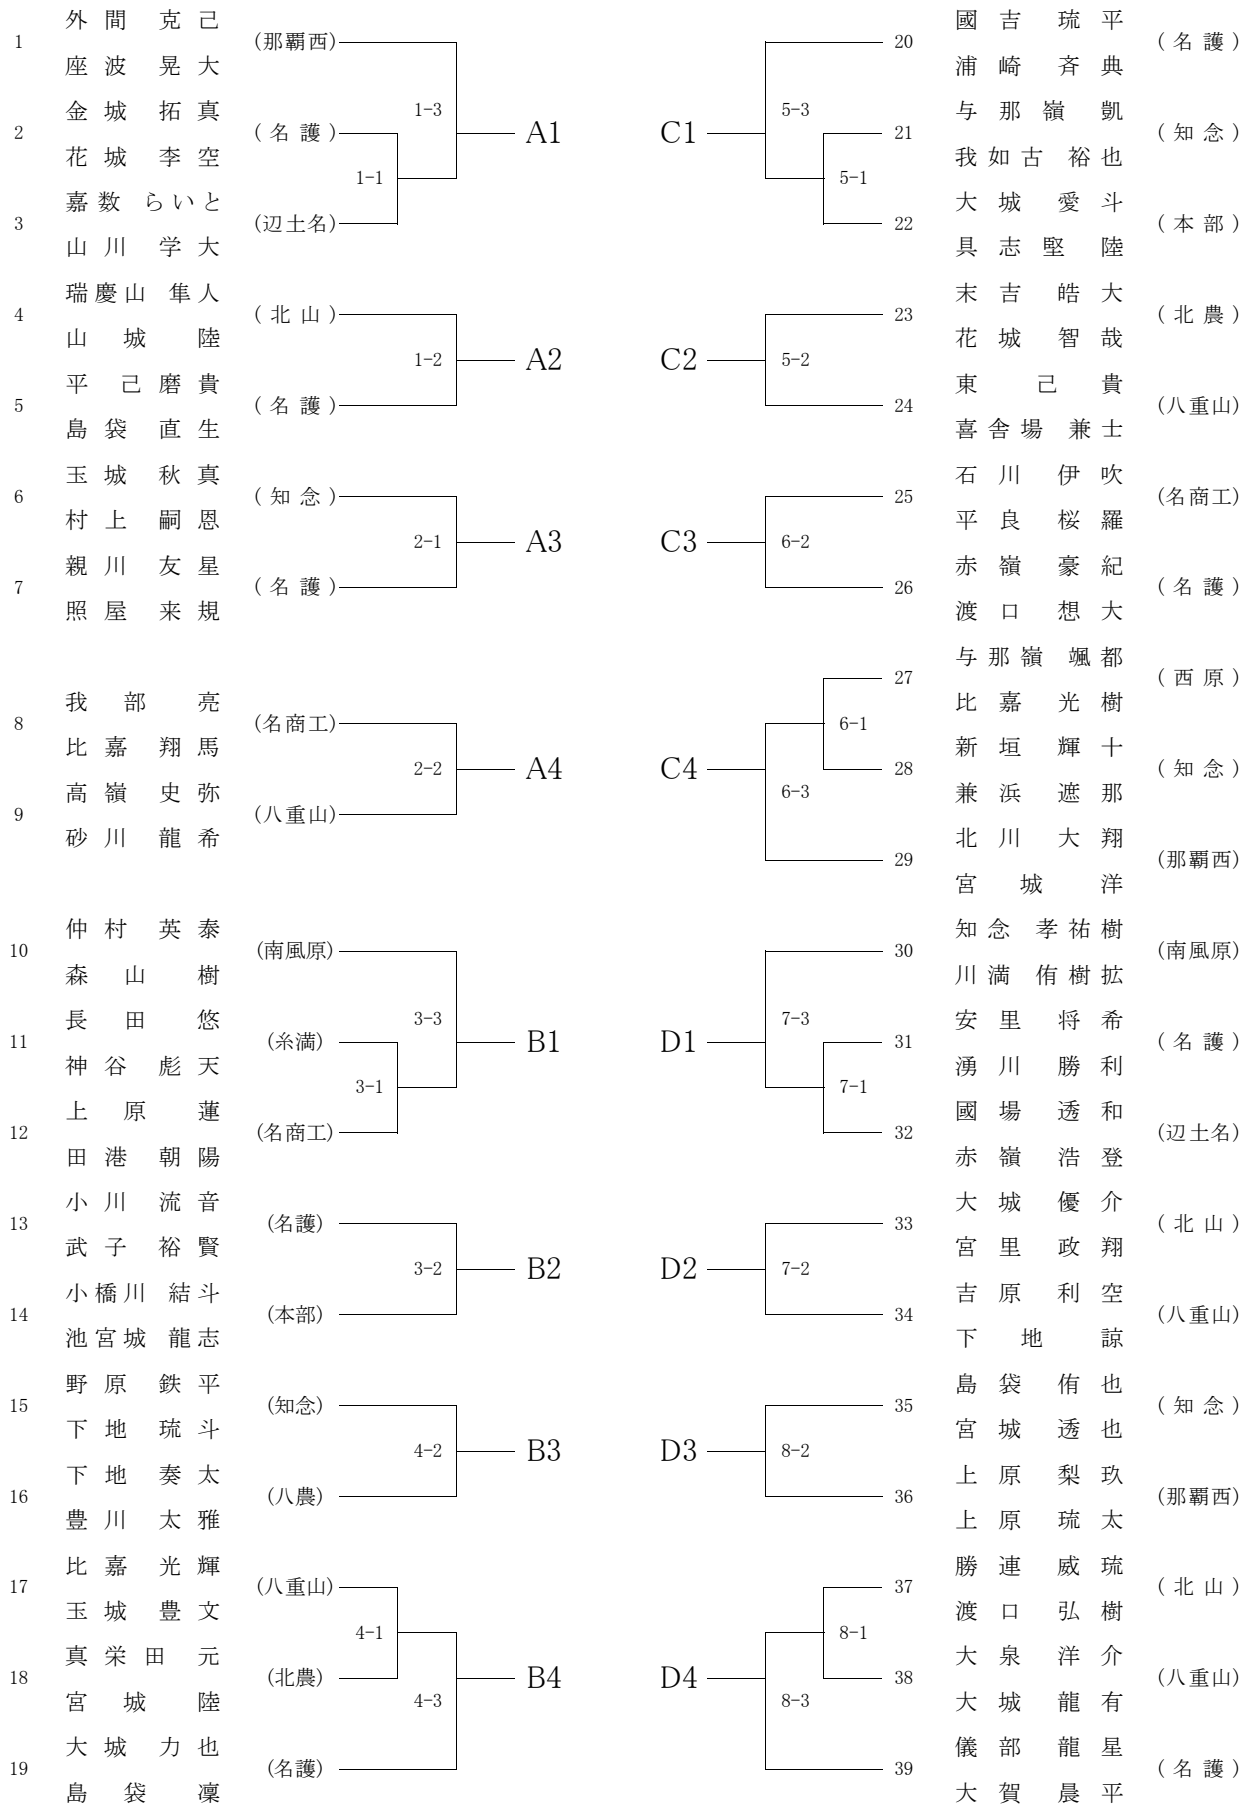 外間 克己
1 (那覇西)
座波 晃大
金城 拓真
2 (名護)
花城 李空
嘉数 らいと
3 (辺土名)
山川 学大
1-3
1-1
A1
瑞慶山 隼人
4 (北山)
山城 陸
平 己磨貴
5 (名護)
島袋 直生
1-2
A2
玉城 秋真
6 (知念)
村上 嗣恩
親川 友星
7 (名護)
照屋 来規
2-1
A3
我部 亮
8 (名商工)
比嘉 翔馬
高嶺 史弥
9 (八重山)
砂川 龍希
2-2
A4
仲村 英泰
10 (南風原)
森山 樹
長田 悠
11 (糸満)
神谷 彪天
上原 蓮
12 (名商工)
田港 朝陽
3-3
3-1
B1
小川 流音
13 (名護)
武子 裕賢
小橋川 結斗
14 (本部)
池宮城 龍志
3-2
B2
野原 鉄平
15 (知念)
下地 琉斗
下地 奏太
16 (八農)
豊川 太雅
4-2
B3
比嘉 光輝
17 (八重山)
玉城 豊文
真栄田 元
18 (北農)
宮城 陸
大城 力也
19 (名護)
島袋 凜
4-1
4-3
B4
國吉 琉平
20 (名護)
浦崎 斉典
与那嶺 凱
21 (知念)
我如古 裕也
大城 愛斗
22 (本部)
具志堅 陸
5-3
5-1
C1
末吉 皓大
23 (北農)
花城 智哉
東 己貴
24 (八重山)
喜舎場 兼士
5-2
C2
石川 伊吹
25 (名商工)
平良 桜羅
赤嶺 豪紀
26 (名護)
渡口 想大
6-2
C3
与那嶺 颯都
27 (西原)
比嘉 光樹
新垣 輝十
28 (知念)
兼浜 遮那
北川 大翔
29 (那覇西)
宮城 洋
6-1
6-3
C4
知念 孝祐樹
30 (南風原)
川満 侑樹拡
安里 将希
31 (名護)
湧川 勝利
國場 透和
32 (辺土名)
赤嶺 浩登
7-3
7-1
D1
大城 優介
33 (北山)
宮里 政翔
吉原 利空
34 (八重山)
下地 諒
7-2
D2
島袋 侑也
35 (知念)
宮城 透也
上原 梨玖
36 (那覇西)
上原 琉太
8-2
D3
勝連 威琉
37 (北山)
渡口 弘樹
大泉 洋介
38 (八重山)
大城 龍有
儀部 龍星
39 (名護)
大賀 晨平
8-1
8-3
D4